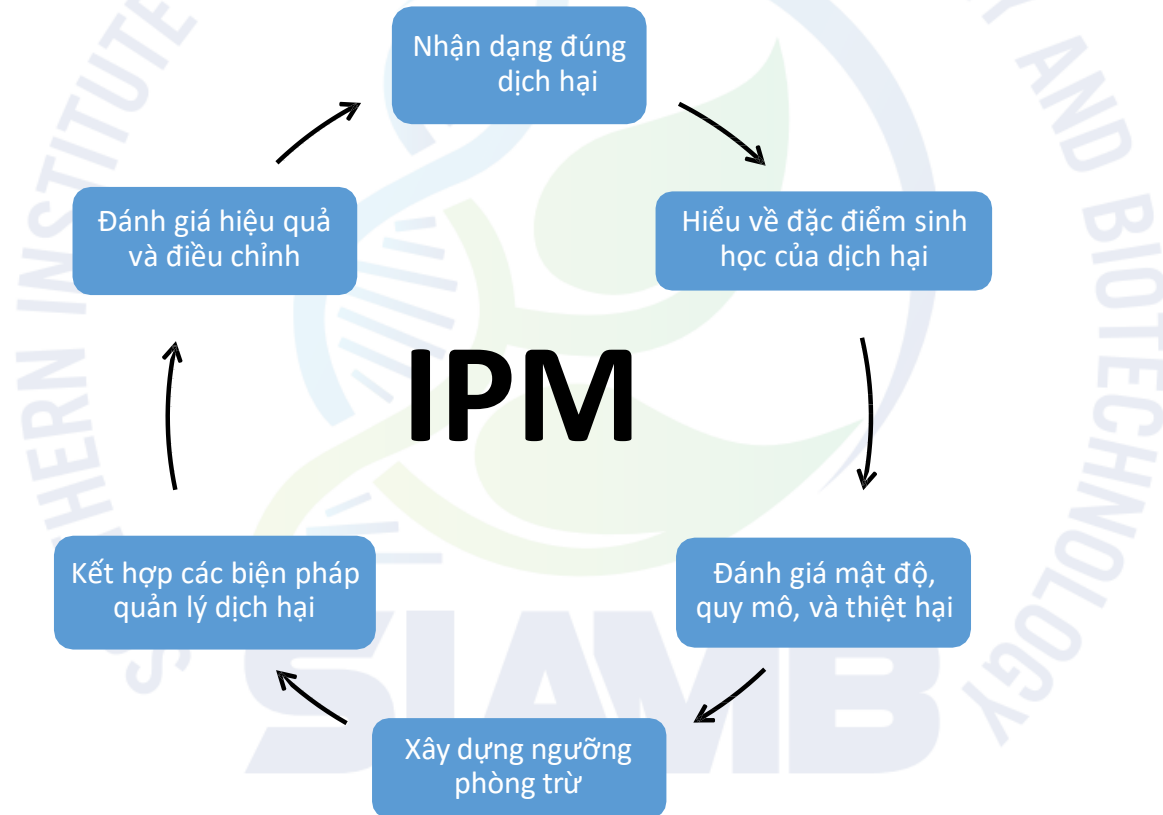 Nhận dạng đúng
dịch hại
Hiểu về đặc điểm sinh
học của dịch hại
Đánh giá mật độ,
quy mô, và thiệt hại
Xây dựng ngưỡng
phòng trừ
Kết hợp các biện pháp
quản lý dịch hại
Đánh giá hiệu quả
và điều chỉnh
IPM
INSTITUTE
AND BIOTECHNOLOGY
SIAMB